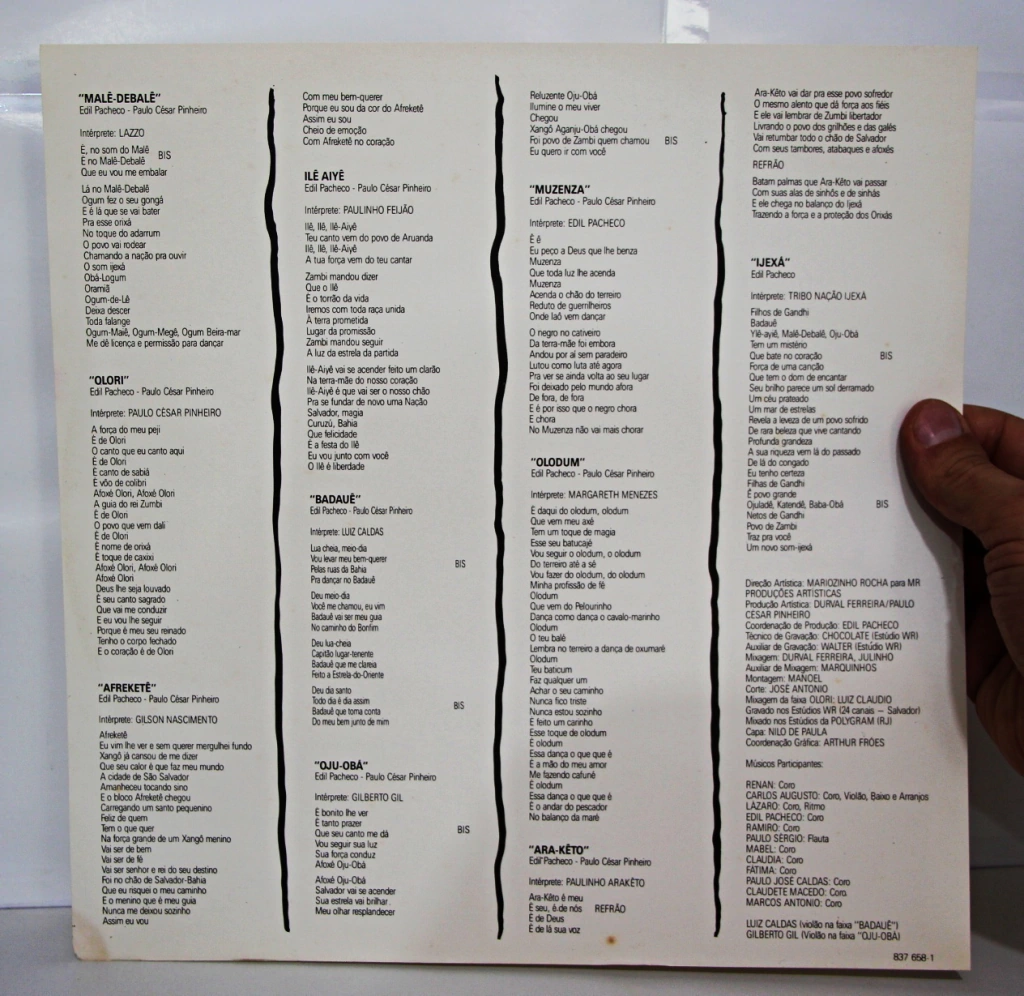 "MALÊ-DEBALÊ"
Edil Pacheco - Paulo César Pinheiro
Intérprete: LAZZO
É, no som do Malê
É no Malê-Debalê BIS
Que eu vou me embalar
Lá no Malê-Debalê
Ogum fez o seu gongá
E é lá que se vai bater
Pra esse orixá
No toque do adarrum
O povo vai rodear
Chamando a nação pra ouvir
O som ijexá
Obá-Logum
Oramiã
Ogum-de-Lê
Deixa descer
Toda falange
Ogum-Maiê, Ogum-Megê, Ogum Beira-mar
Me dê licença e permissão para dançar
"OLORI"
Edil Pacheco - Paulo César Pinheiro
Intérprete: PAULO CÉSAR PINHEIRO
A força do meu peji
É de Olori
O canto que eu canto aqui
É de Olori
É canto de sabiá
É vôo de colibri
Afoxé Olori, Afoxé Olori
A guia do rei Zumbi
É de Olori
O povo que vem dali
É de Olori
É nome de orixá
É toque de caxixi
Afoxé Olori, Afoxé Olori
Afoxé Olori
Deus lhe seja louvado
É seu canto sagrado
Que vai me conduzir
E eu vou lhe seguir
Porque é meu seu reinado
Tenho o corpo fechado
E o coração é de Olori
"AFREKETÊ"
Edil Pacheco - Paulo César Pinheiro
Intérprete: GILSON NASCIMENTO
Afreketê
Eu vim lhe ver e sem querer mergulhei fundo
Xangô já cansou de me dizer
Que seu calor é que faz meu mundo
A cidade de São Salvador
Amanheceu tocando sino
E o bloco Afreketê chegou
Carregando um santo pequenino
Feliz de quem
Tem o que quer
Na força grande de um Xangô menino
Vai ser de bem
Vai ser de fé
Vai ser senhor e rei do seu destino
Foi no chão de Salvador-Bahia
Que eu risquei o meu caminho
E o menino que é meu guia
Nunca me deixou sozinho
Assim eu vou
Com meu bem-querer
Porque eu sou da cor do Afreketê
Assim eu sou
Cheio de emoção
Com Afreketê no coração
ILÊ AIYÊ
Edil Pacheco - Paulo César Pinheiro
Intérprete: PAULINHO FEIJÃO
Ilê, Ilê, Ilê-Aiyê
Teu canto vem do povo de Aruanda
Ilê, Ilê, Ilê-Aiyê
A tua força vem do teu cantar
Zambi mandou dizer
Que o Ilê
É o torrão da vida
Iremos com toda raça unida
À terra prometida
Lugar da promissão
Zambi mandou seguir
A luz da estrela da partida
Ilê-Aiyê vai se acender feito um clarão
Na terra-mãe do nosso coração
Ilê-Aiyê é que vai ser o nosso chão
Pra se fundar de novo uma Nação
Salvador, magia
Curuzú, Bahia
Que felicidade
É a festa do Ilê
Eu vou junto com você
O Ilê é liberdade
"BADAUÊ"
Edil Pacheco - Paulo César Pinheiro
Intérprete: LUIZ CALDAS
Lua cheia, meio-dia
Vou levar meu bem-querer BIS
Pelas ruas da Bahia
Pra dançar no Badauê
Deu meio-dia
Você me chamou, eu vim
Badauê vai ser meu guia
No caminho do Bonfim
Deu lua-cheia
Capitão lugar-tenente
Badauê que me clareia
Feito a Estrela-do-Oriente
Deu dia santo
Todo dia é dia assim
Badauê que toma conta BIS
Do meu bem junto de mim
"OJU-OBÁ"
Edil Pacheco - Paulo César Pinheiro
Intérprete: GILBERTO GIL
É bonito lhe ver
É tanto prazer
Que seu canto me dá BIS
Vou seguir sua luz
Sua força conduz
Afoxé Oju-Obá
Afoxé Oju-Obá
Salvador vai se acender
Sua estrela vai brilhar
Meu olhar resplandecer
Reluzente Oju-Obá
Ilumine o meu viver
Chegou
Xangô Aganju-Obá chegou
Foi povo de Zambi quem chamou BIS
Eu quero ir com você
"MUZENZA"
Edil Pacheco - Paulo César Pinheiro
Intérprete: EDIL PACHECO
É ê
Eu peço a Deus que lhe benza
Muzenza
Que toda luz lhe acenda
Muzenza
Acenda o chão do terreiro
Reduto de guerrilheiros
Onde Iaô vem dançar
O negro no cativeiro
Da terra-mãe foi embora
Andou por aí sem paradeiro
Lutou como luta até agora
Pra ver se ainda volta ao seu lugar
Foi deixado pelo mundo afora
De fora, de fora
E é por isso que o negro chora
E chora
No Muzenza não vai mais chorar
"OLODUM"
Edil Pacheco - Paulo César Pinheiro
Intérprete: MARGARETH MENEZES
É daqui do olodum, olodum
Que vem meu axé
Tem um toque de magia
Esse seu batucajé
Vou seguir o olodum, o olodum
Do terreiro até a sé
Vou fazer do olodum, do olodum
Minha profissão de fé
Olodum
Que vem do Pelourinho
Dança como dança o cavalo-marinho
Olodum
O teu balé
Lembra no terreiro a dança de oxumaré
Olodum
Teu baticum
Faz qualquer um
Achar o seu caminho
Nunca fico triste
Nunca estou sozinho
É feito um carinho
Esse toque de olodum
É olodum
Essa dança o que que é
É a mão do meu amor
Me fazendo cafuné
É olodum
Essa dança o que que é
É o andar do pescador
No balanço da maré
"ARA-KÊTO"
Edil Pacheco - Paulo César Pinheiro
Intérprete: PAULINHO ARAKÊTO
Ara-Kêto é meu
É seu, é de nós REFRÃO
É de Deus
É de lá sua voz
Ara-Kêto vai dar pra esse povo sofredor
O mesmo alento que dá força aos fiéis
E ele vai lembrar de Zumbi libertador
Livrando o povo dos grilhões e das galés
Vai retumbar todo o chão de Salvador
Com seus tambores, atabaques e afoxés
REFRÃO
Batam palmas que Ara-Kêto vai passar
Com suas alas de sinhôs e de sinhás
E ele chega no balanço do Ijexá
Trazendo a força e a proteção dos Orixás
"IJEXÁ"
Edil Pacheco
Intérprete: TRIBO NAÇÃO IJEXÁ
Filhos de Gandhi
Badauê
Ylê-ayiê, Malê-Debalê, Oju-Obá
Tem um mistério
Que bate no coração BIS
Força de uma canção
Que tem o dom de encantar
Seu brilho parece um sol derramado
Um céu prateado
Um mar de estrelas
Revela a leveza de um povo sofrido
De rara beleza que vive cantando
Profunda grandeza
A sua riqueza vem lá do passado
De lá do congado
Eu tenho certeza
Filhas de Gandhi
É povo grande
Ojuladê, Katendê, Baba-Obá BIS
Netos de Gandhi
Povo de Zambi
Traz pra você
Um novo som-ijexá
Direção Artística: MARIOZINHO ROCHA para MR
PRODUÇÕES ARTÍSTICAS
Produção Artística: DURVAL FERREIRA/PAULO
CÉSAR PINHEIRO
Coordenação de Produção: EDIL PACHECO
Técnico de Gravação: CHOCOLATE (Estúdio WR)
Auxiliar de Gravação: WALTER (Estúdio WR)
Mixagem: DURVAL FERREIRA, JULINHO
Auxiliar de Mixagem: MARQUINHOS
Montagem: MANOEL
Corte: JOSÉ ANTONIO
Mixagem da faixa OLORI: LUIZ CLAUDIO
Gravado nos Estúdios WR (24 canais – Salvador)
Mixado nos Estúdios da POLYGRAM (RJ)
Capa: NILO DE PAULA
Coordenação Gráfica: ARTHUR FRÓES
Músicos Participantes:
RENAN: Coro
CARLOS AUGUSTO: Coro, Violão, Baixo e Arranjos
LÁZARO: Coro, Ritmo
EDIL PACHECO: Coro
RAMIRO: Coro
PAULO SÉRGIO: Flauta
MABEL: Coro
CLAUDIA: Coro
FÁTIMA: Coro
PAULO JOSÉ CALDAS: Coro
CLAUDETE MACEDO: Coro
MARCOS ANTONIO: Coro
LUIZ CALDAS (violão na faixa "BADAUÊ")
GILBERTO GIL (Violão na faixa "OJU-OBÁ)
837 658-1